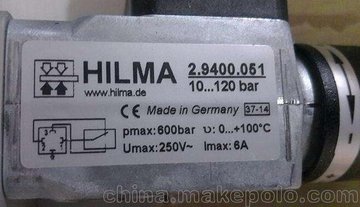 HILMA 2.9400.051
www.hilma.de 10...120 bar
CE Made in Germany 37-14
pmax: 600bar υ: 0...+100°C
Umax: 250V~ Imax: 6A
china.makepolo.com